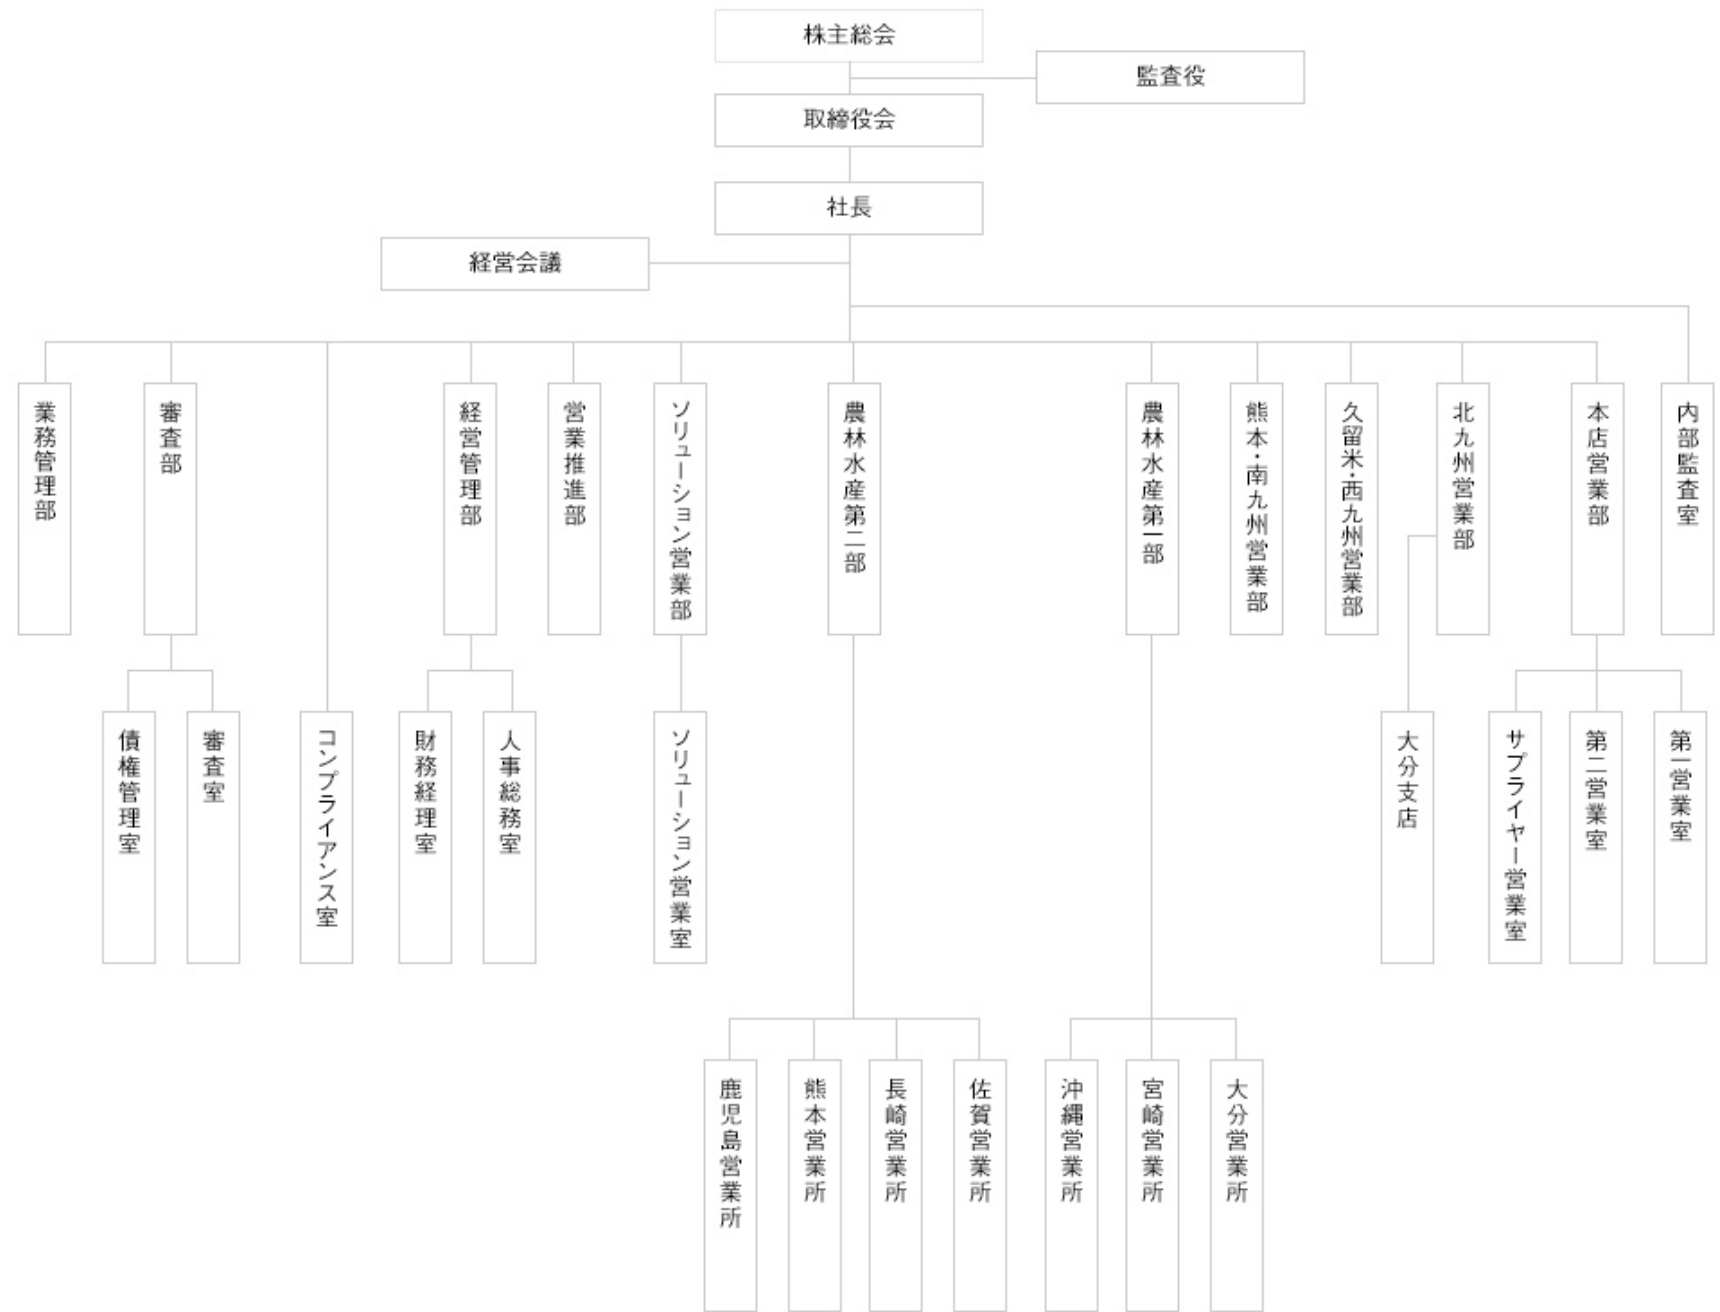 株主総会
監査役
取締役会
社長
経営会議
業務管理部
審査部
経営管理部
営業推進部
ソリューション営業部
農林水産第二部
農林水産第一部
熊本・南九州営業部
久留米・西九州営業部
北九州営業部
本店営業部
内部監査室
債権管理室
審査室
コンプライアンス室
財務経理室
人事総務室
ソリューション営業室
大分支店
サプライヤー営業室
第二営業室
第一営業室
鹿児島営業所
熊本営業所
長崎営業所
佐賀営業所
沖縄営業所
宮崎営業所
大分営業所